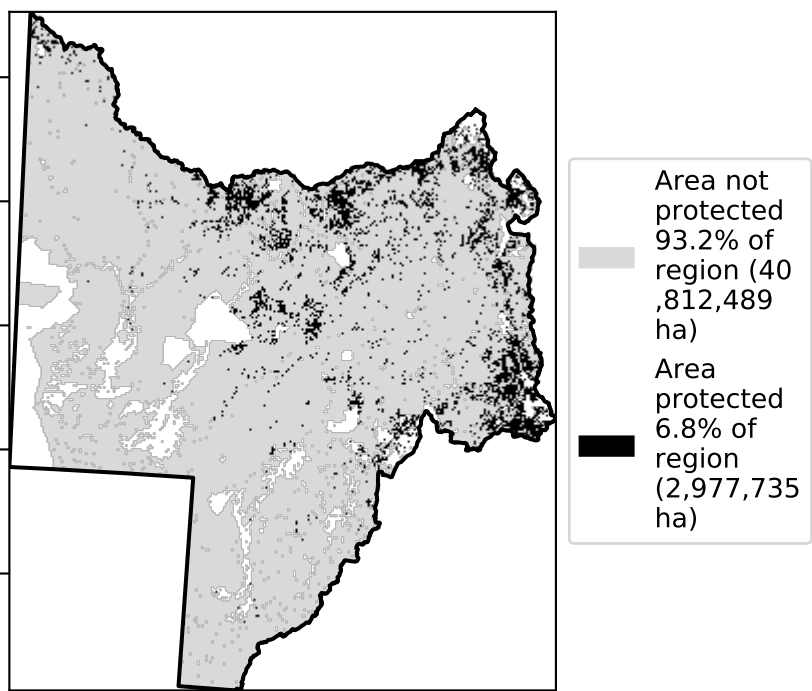 Area not
protected
93.2% of
region (40
,812,489
ha)
Area
protected
6.8% of
region
(2,977,735
ha)